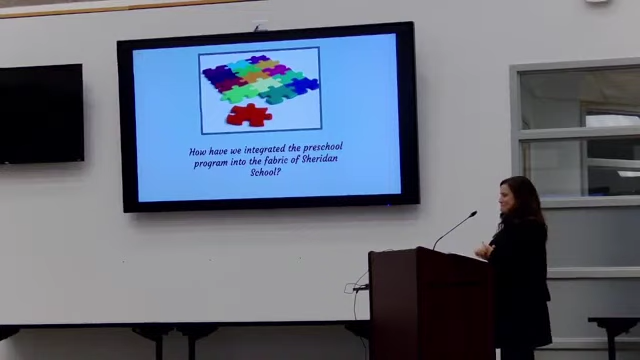 How have we integrated the preschool
program into the fabric of Sheridan
School?